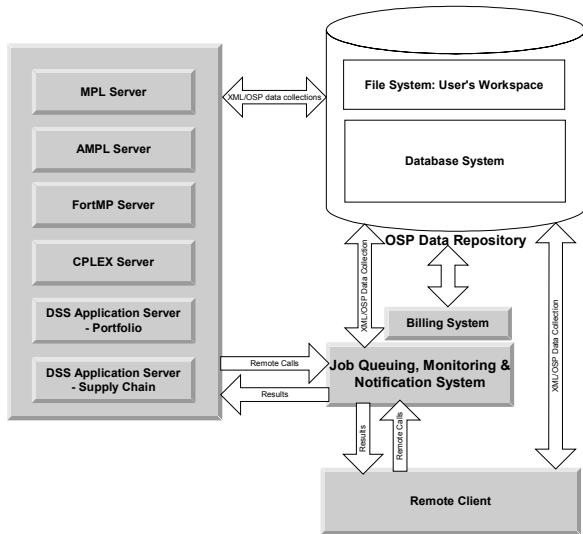 MPL Server
AMPL Server
FortMP Server
CPLEX Server
DSS Application Server
- Portfolio
DSS Application Server
- Supply Chain
XML/OSP data collections
File System: User's Workspace
Database System
OSP Data Repository
XML/OSP Data Collection
Billing System
XML/OSP Data Collection
Remote Calls
Results
Job Queuing, Monitoring &
Notification System
Results
Remote Calls
Remote Client